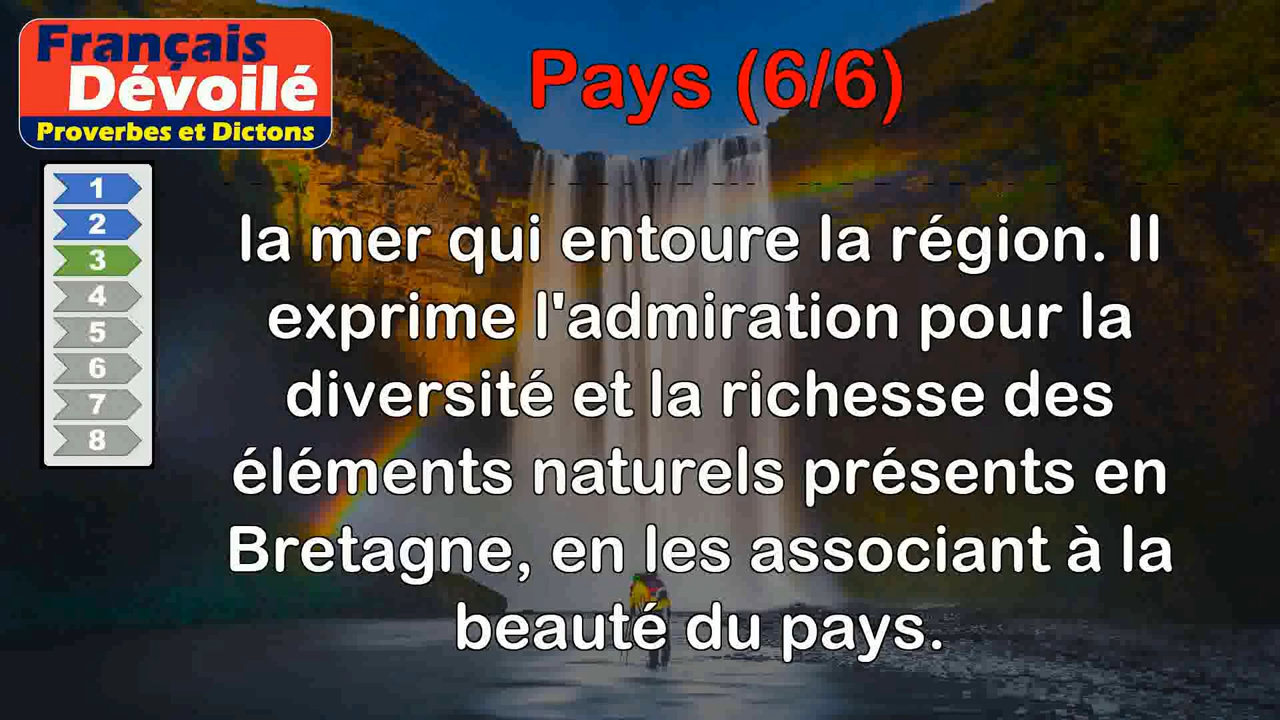 Français
Dévoilé
Proverbes et Dictons
Pays (6/6)
1
2
3
4
5
6
7
8
la mer qui entoure la région. Il
exprime l'admiration pour la
diversité et la richesse des
éléments naturels présents en
Bretagne, en les associant à la
beauté du pays.